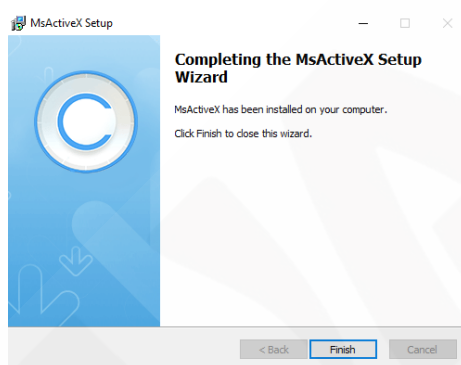 MsActiveX Setup
Completing the MsActiveX Setup
Wizard
MsActiveX has been installed on your computer.
Click Finish to close this wizard.
< Back Finish Cancel